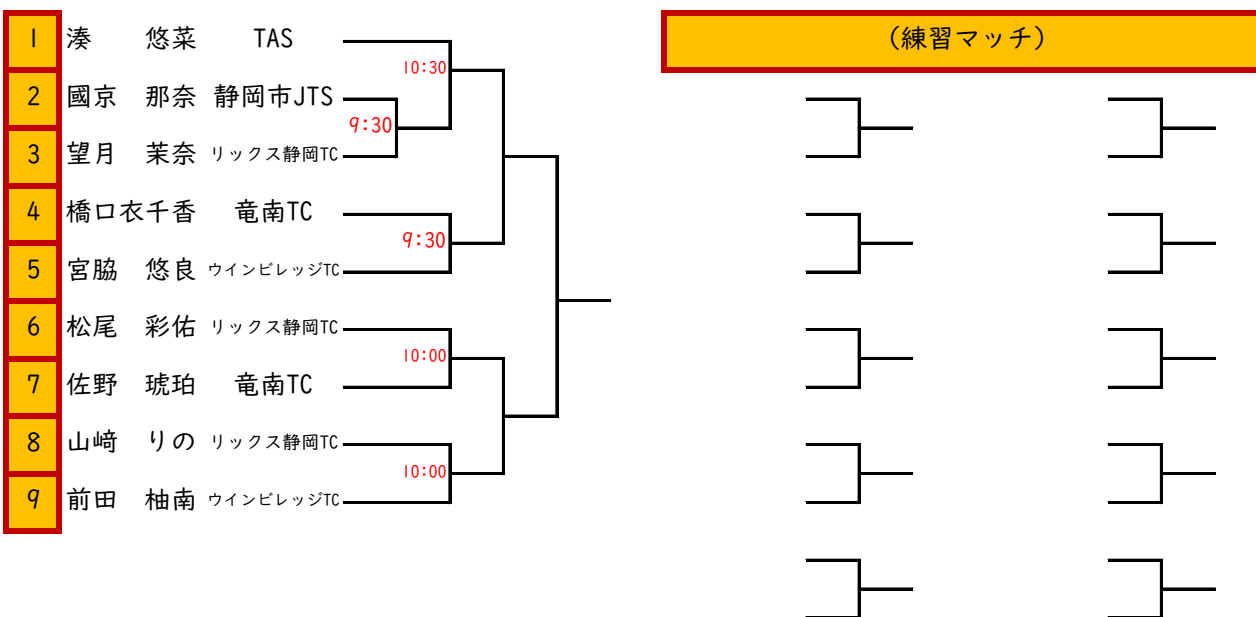 1 湊 悠菜 TAS
(練習マッチ)
10:30
2 國京 那奈 静岡市JTS
9:30
3 望月 茉奈 リックス静岡TC
4 橋口衣千香 竜南TC
9:30
5 宮脇 悠良 ウインビレッジTC
6 松尾 彩佑 リックス静岡TC
10:00
7 佐野 琥珀 竜南TC
8 山﨑 りの リックス静岡TC
10:00
9 前田 柚南 ウインビレッジTC